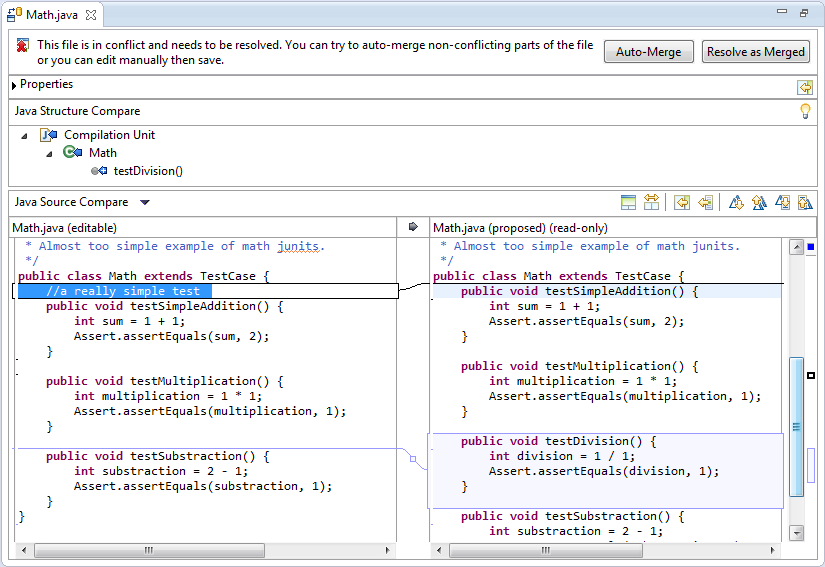 Math.java
This file is in conflict and needs to be resolved. You can try to auto-merge non-conflicting parts of the file
or you can edit manually then save.
Auto-Merge
Resolve as Merged
Properties
Java Structure Compare
Compilation Unit
Math
testDivision()
Java Source Compare
Math.java (editable)
* Almost too simple example of math junits.
*/
public class Math extends TestCase {
//a really simple test
public void testSimpleAddition() {
int sum = 1 + 1;
Assert.assertEquals(sum, 2);
}
public void testMultiplication() {
int multiplication = 1 * 1;
Assert.assertEquals(multiplication, 1);
}
public void testSubstraction() {
int substraction = 2 - 1;
Assert.assertEquals(substraction, 1);
}
}
Math.java (proposed) (read-only)
* Almost too simple example of math junits.
*/
public class Math extends TestCase {
public void testSimpleAddition() {
int sum = 1 + 1;
Assert.assertEquals(sum, 2);
}
public void testMultiplication() {
int multiplication = 1 * 1;
Assert.assertEquals(multiplication, 1);
}
public void testDivision() {
int division = 1 / 1;
Assert.assertEquals(division, 1);
}
public void testSubstraction() {
int substraction = 2 - 1;